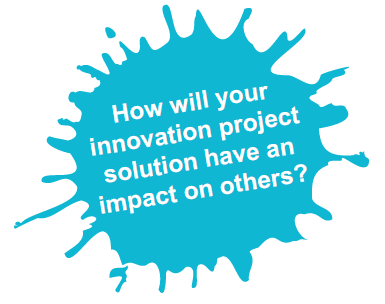 How will your
innovation project
solution have an
impact on others?